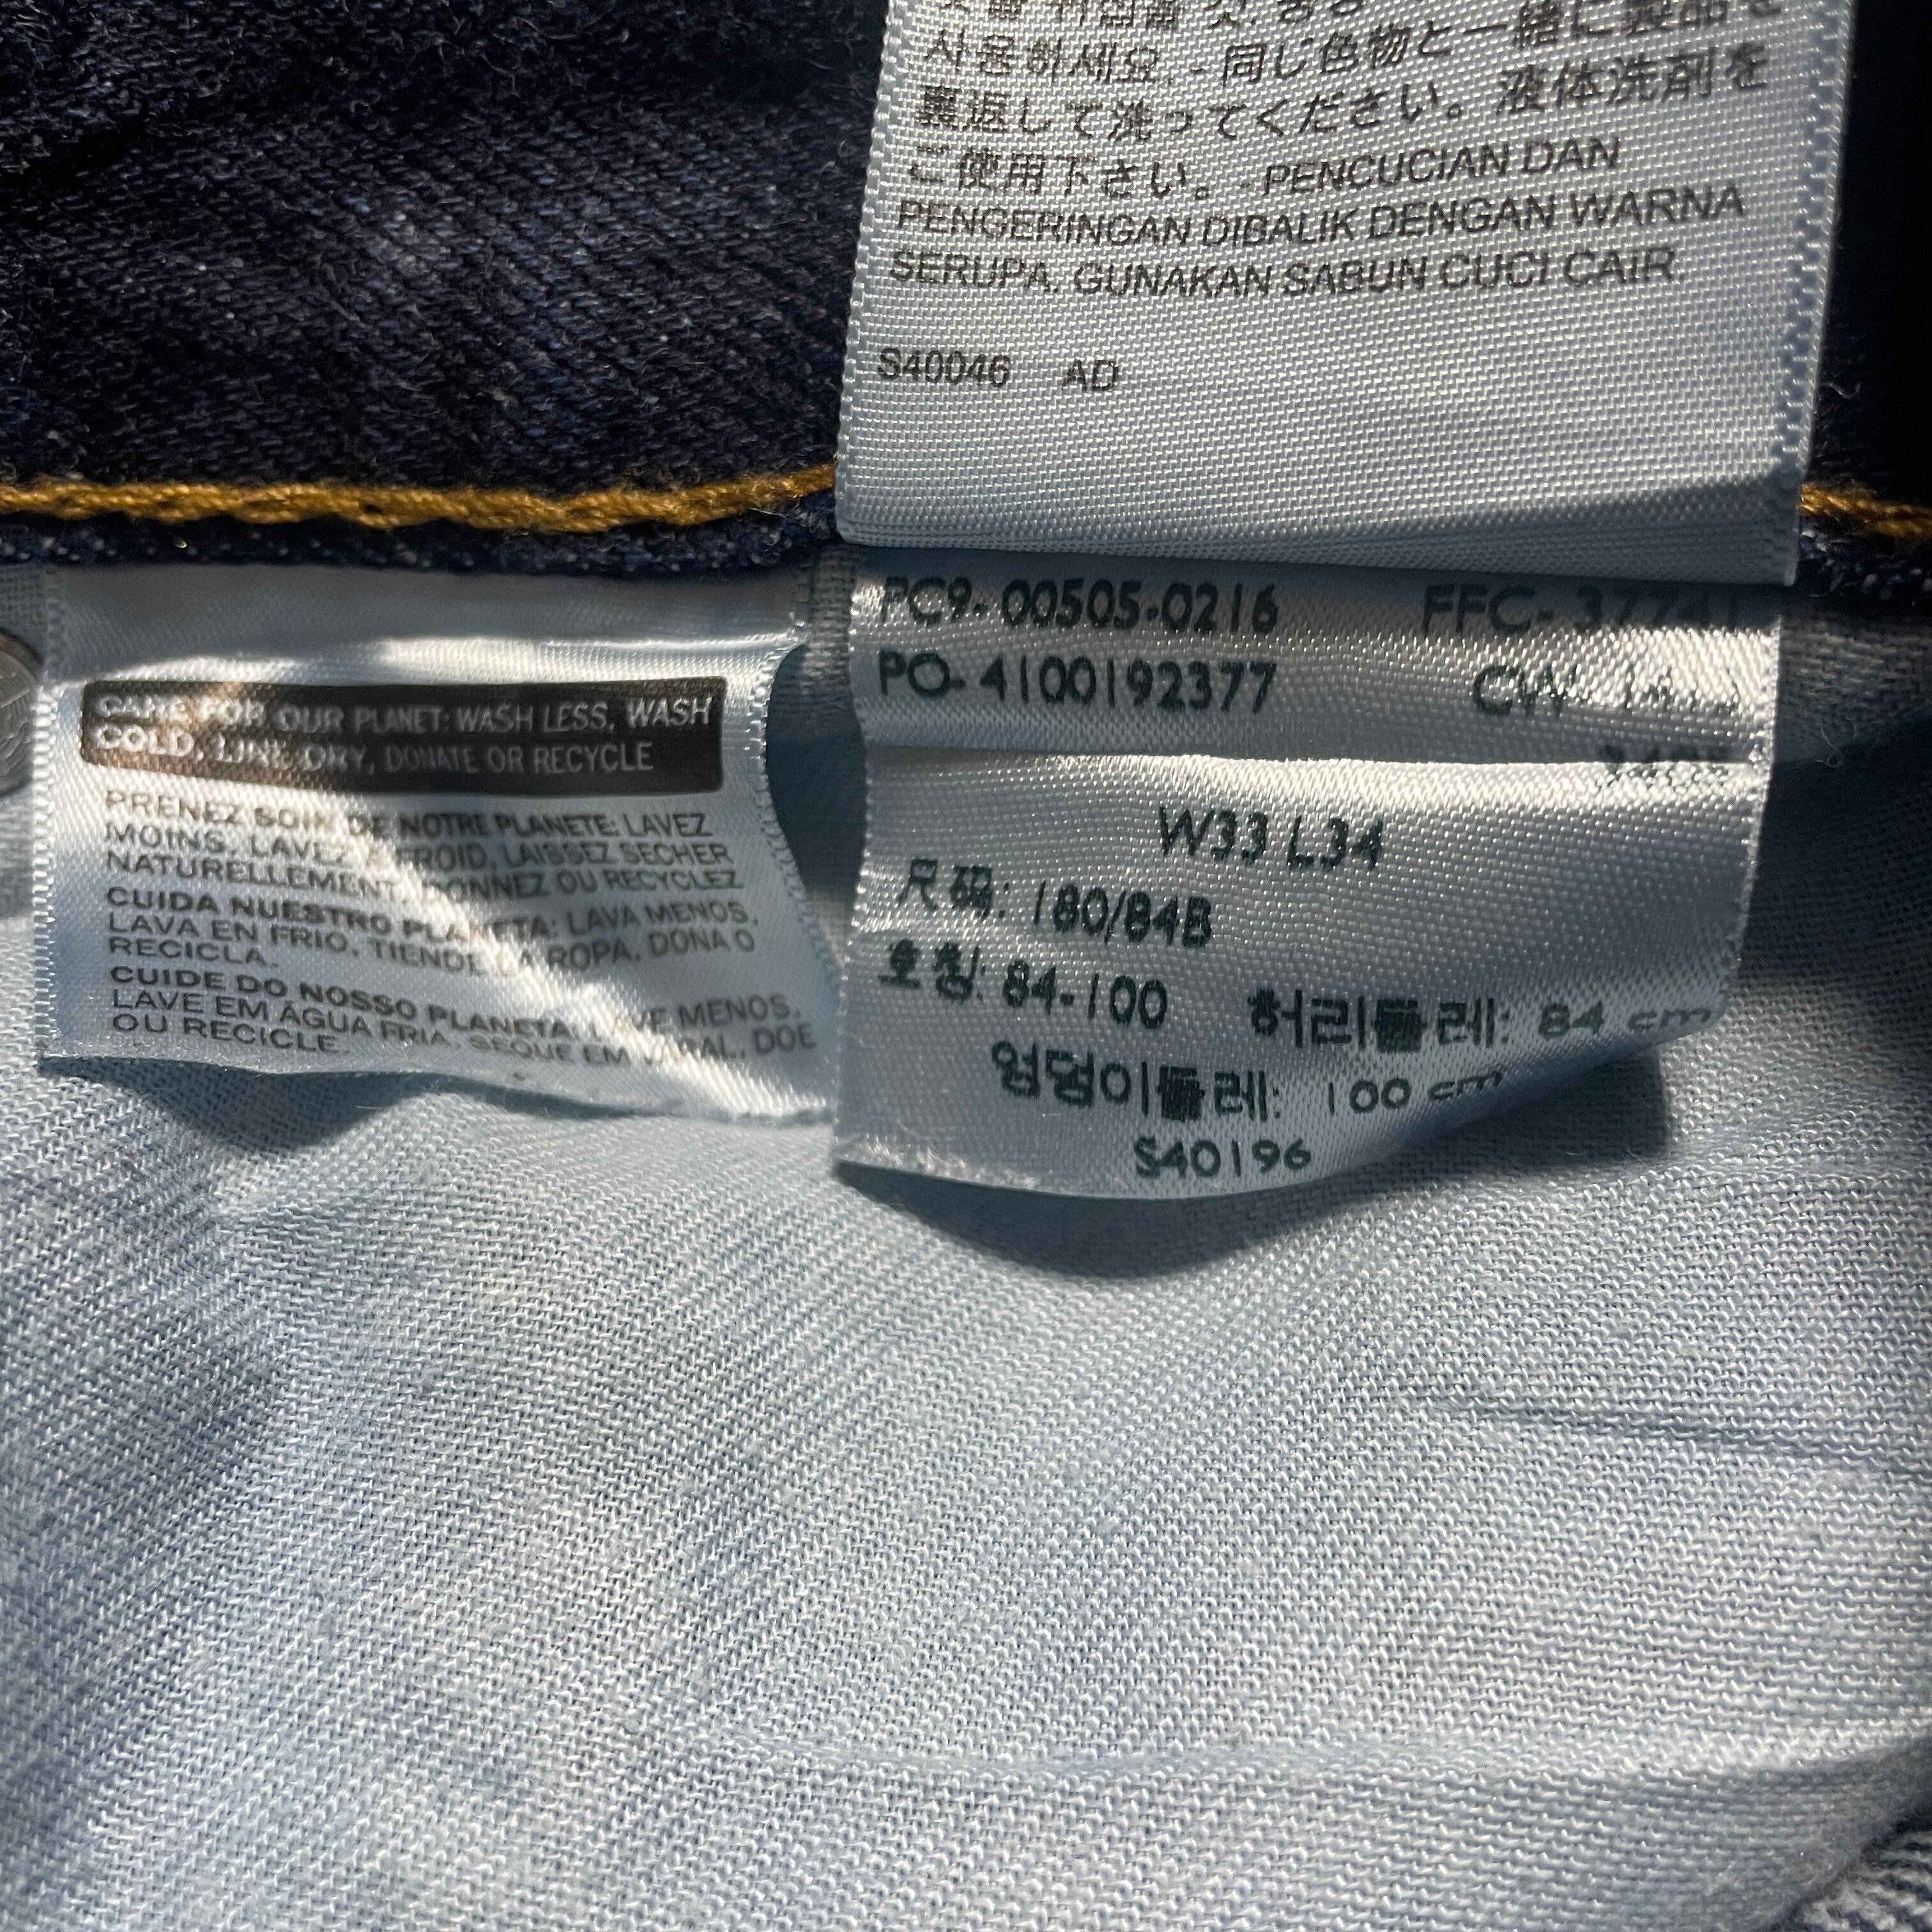 사용하세요. - 同じ色物と一緒に製品を
裏返して洗ってください。液体洗剤を
ご使用下さい。- PENCUCIAN DAN
PENGERINGAN DIBALIK DENGAN WARNA
SERUPA. GUNAKAN SABUN CUCI CAIR
S40046 AD
PC9-00505-0216 FFC-
PO-4100192377 CW-
W33 L34
尺码: 180/84B
호칭: 84-100 허리둘레: 84 cm
엉덩이둘레: 100 cm
S40196
CARE FOR OUR PLANET: WASH LESS, WASH
COLD, LINE DRY, DONATE OR RECYCLE
PRENEZ SOIN DE NOTRE PLANETE: LAVEZ
MOINS, LAVEZ A FROID, LAISSEZ SECHER
NATURELLEMENT, DONNEZ OU RECYCLEZ
CUIDA NUESTRO PLANETA: LAVA MENOS,
LAVA EN FRIO, TIENDE LA ROPA, DONA O
RECICLA.
CUIDE DO NOSSO PLANETA: LAVE MENOS.
LAVE EM ÁGUA FRIA, SEQUE EM VARAL, DOE
OU RECICLE.